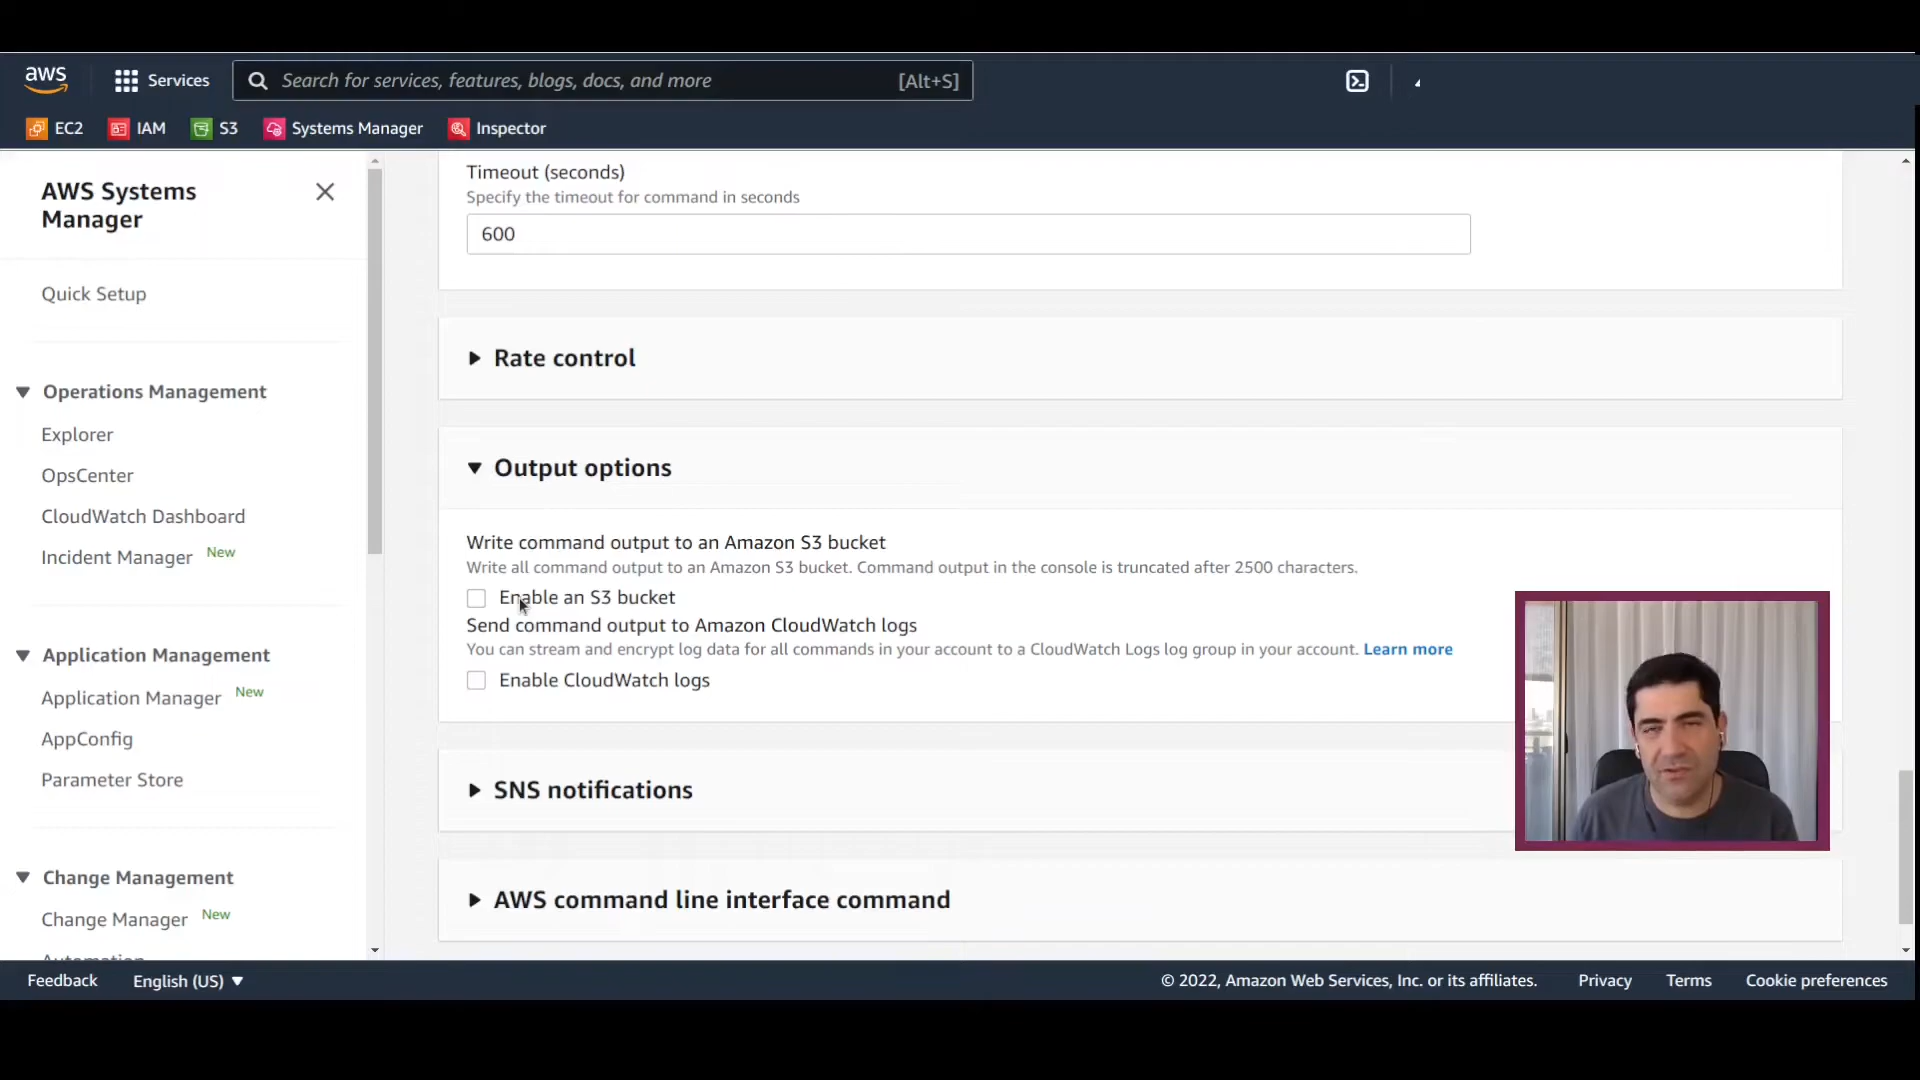 aws
Services
Search for services, features, blogs, docs, and more
[Alt+S]
EC2
IAM
S3
Systems Manager
Inspector
AWS Systems
Manager
Quick Setup
Operations Management
Explorer
OpsCenter
CloudWatch Dashboard
Incident Manager New
Application Management
Application Manager New
AppConfig
Parameter Store
Change Management
Change Manager New
Automation
Timeout (seconds)
Specify the timeout for command in seconds
600
Rate control
Output options
Write command output to an Amazon S3 bucket
Write all command output to an Amazon S3 bucket. Command output in the console is truncated after 2500 characters.
Enable an S3 bucket
Send command output to Amazon CloudWatch logs
You can stream and encrypt log data for all commands in your account to a CloudWatch Logs log group in your account. Learn more
Enable CloudWatch logs
SNS notifications
AWS command line interface command
Feedback
English (US)
© 2022, Amazon Web Services, Inc. or its affiliates.
Privacy
Terms
Cookie preferences